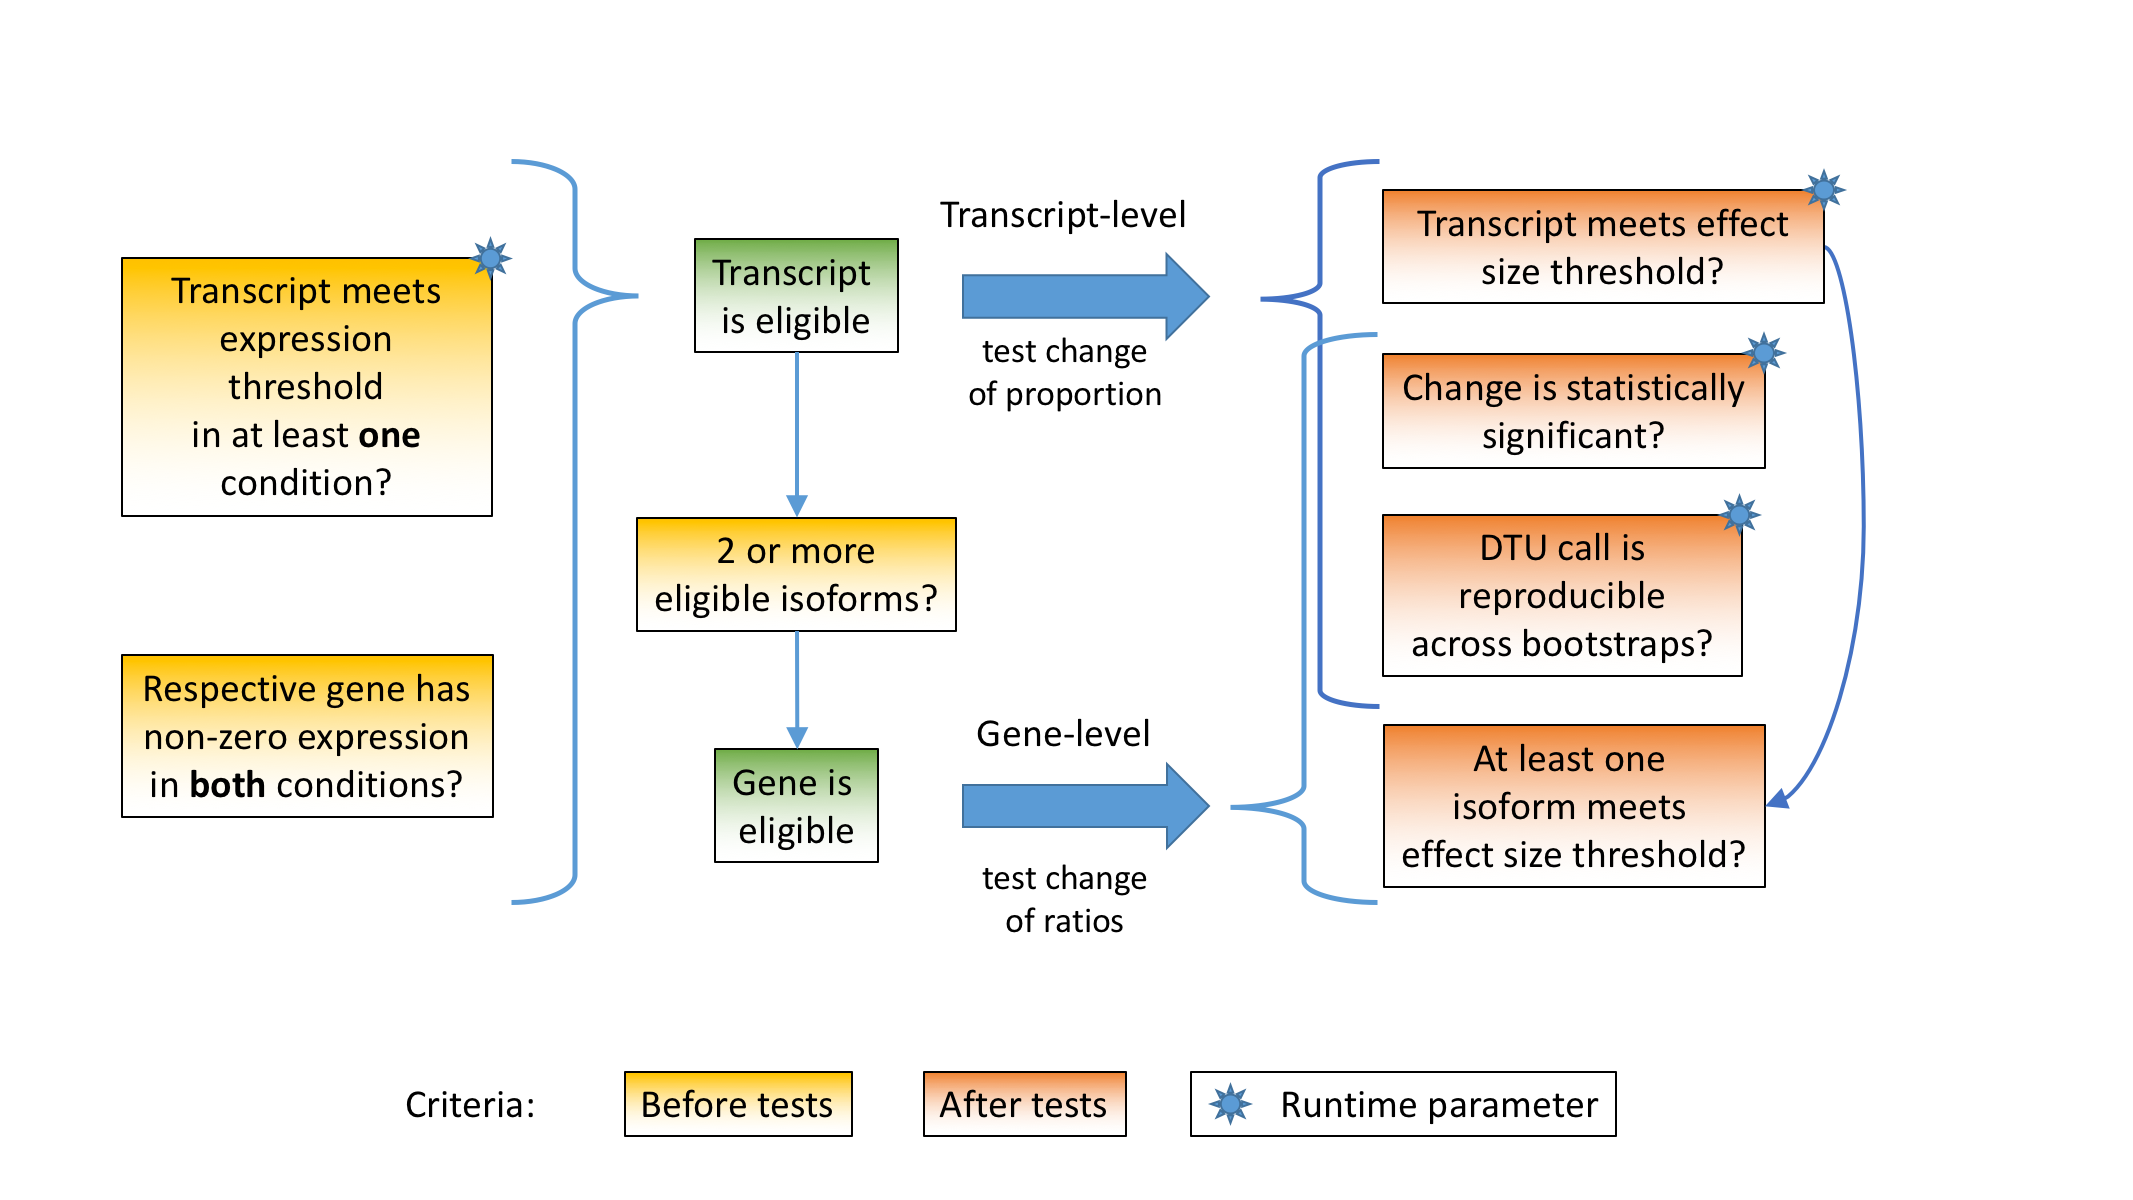 Transcript meets
expression
threshold
in at least one
condition?
Respective gene has
non-zero expression
in both conditions?
Transcript
is eligible
2 or more
eligible isoforms?
Gene is
eligible
Transcript-level
test change
of proportion
Gene-level
test change
of ratios
Transcript meets effect
size threshold?
Change is statistically
significant?
DTU call is
reproducible
across bootstraps?
At least one
isoform meets
effect size threshold?
Criteria:
Before tests
After tests
Runtime parameter